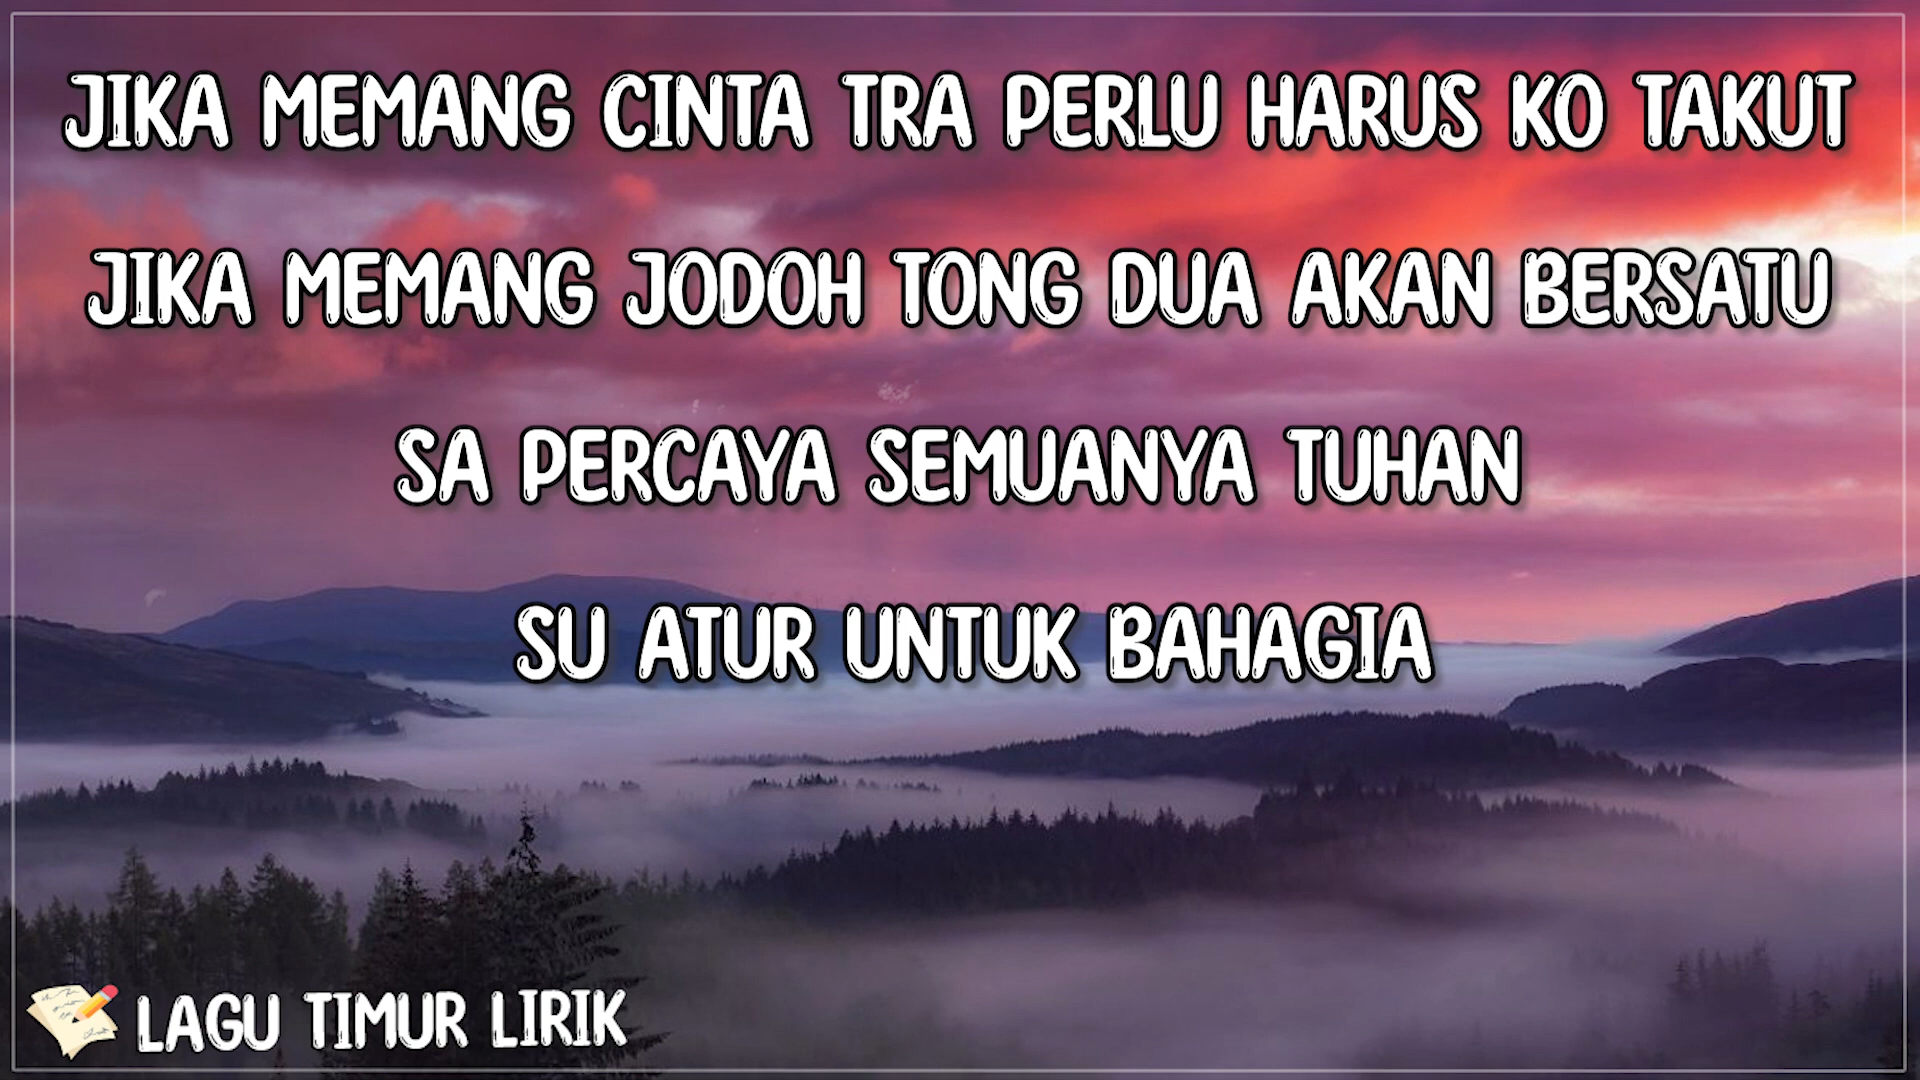 JIKA MEMANG CINTA TRA PERLU HARUS KO TAKUT
JIKA MEMANG JODOH TONG DUA AKAN BERSATU
SA PERCAYA SEMUANYA TUHAN
SU ATUR UNTUK BAHAGIA
LAGU TIMUR LIRIK